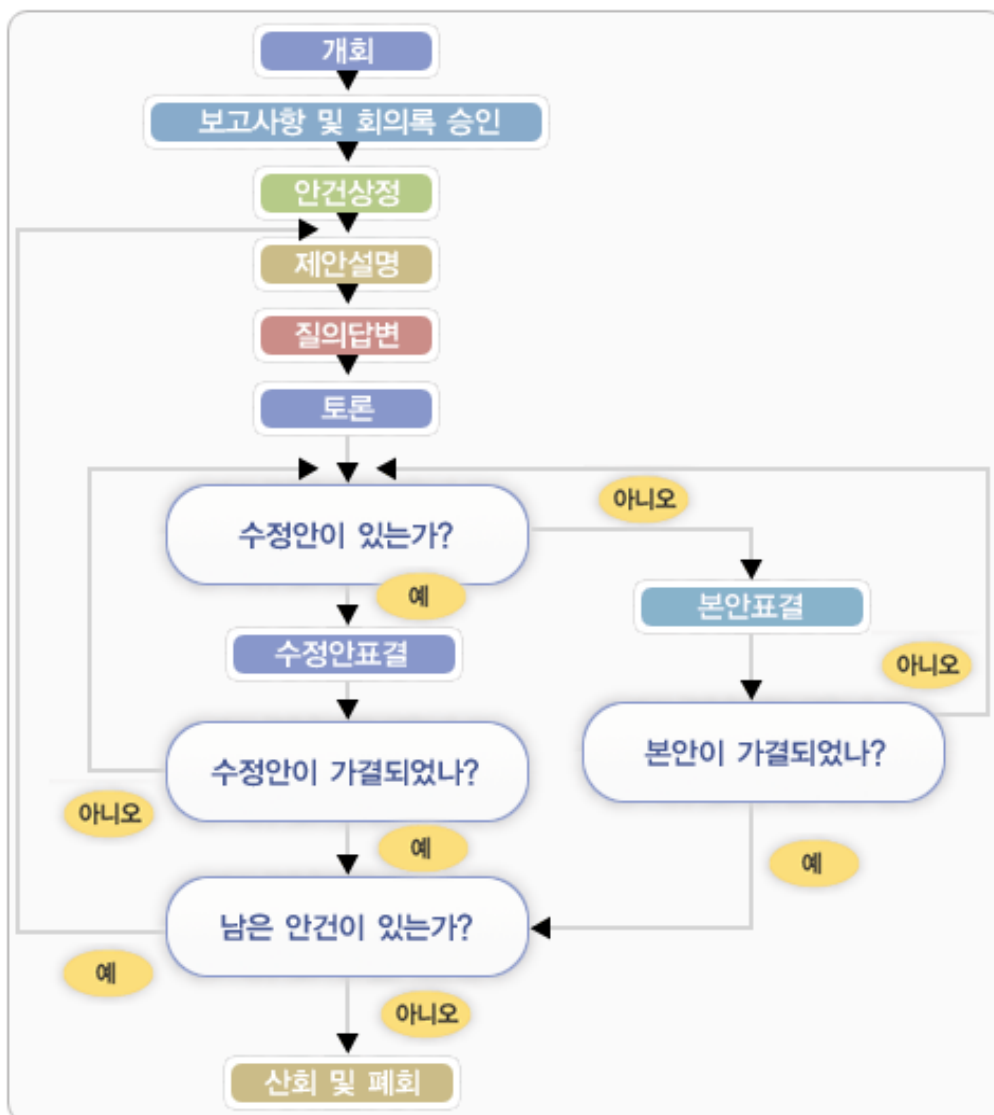 개회
보고사항 및 회의록 승인
안건상정
제안설명
질의답변
토론
수정안이 있는가?
아니오
예
본안표결
수정안표결
아니오
수정안이 가결되었나?
본안이 가결되었나?
아니오
예
예
남은 안건이 있는가?
예
아니오
산회 및 폐회